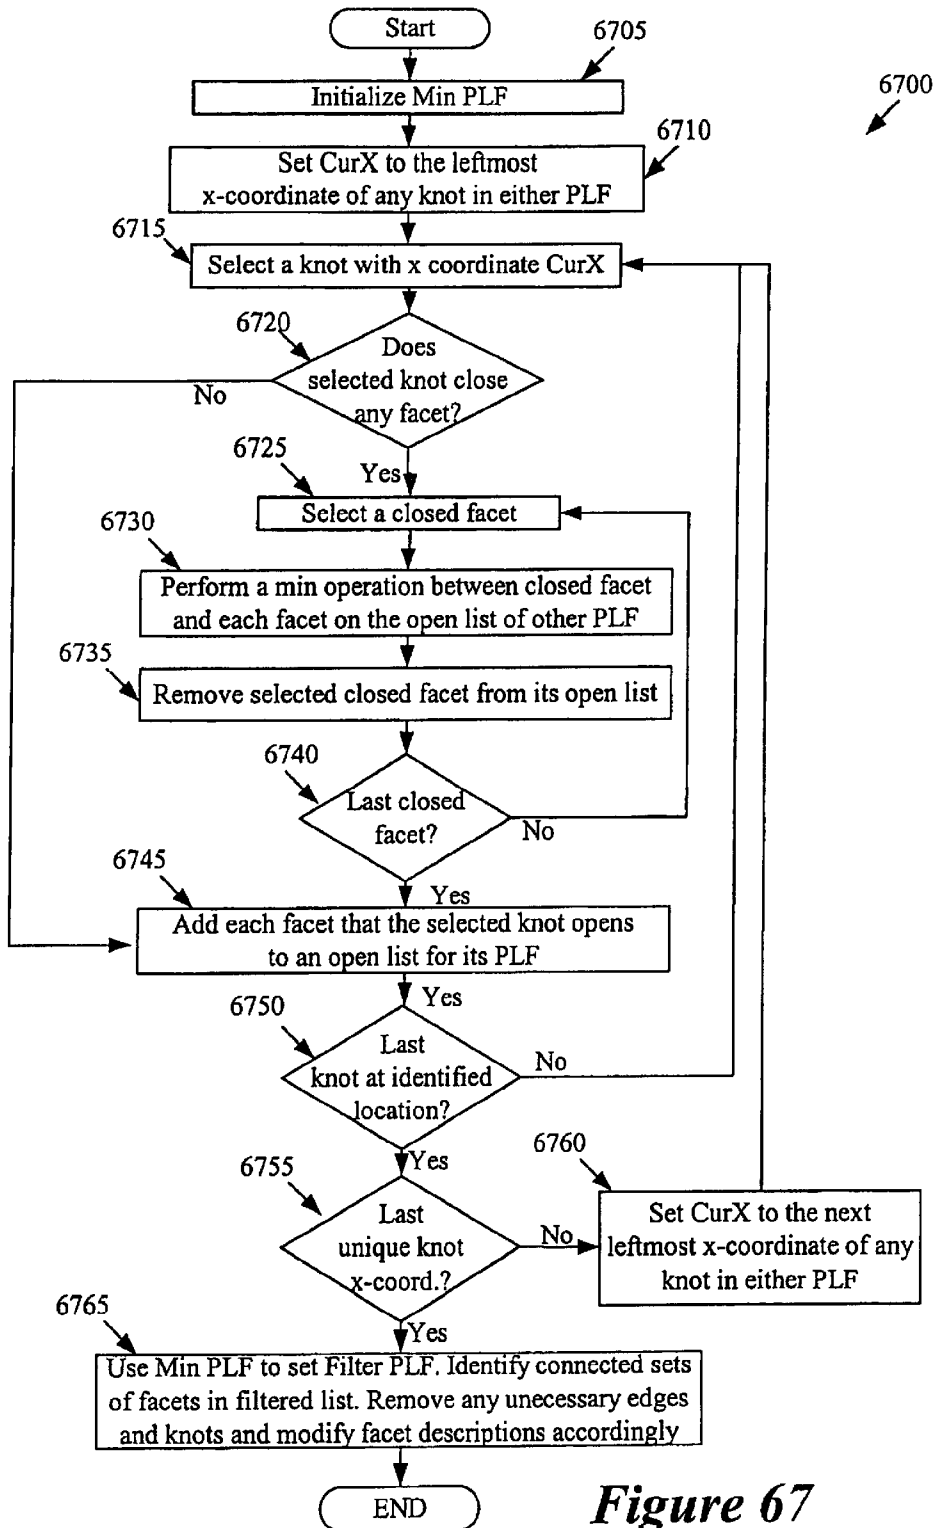 Start
6705
Initialize Min PLF
6700
6710
Set CurX to the leftmost
x-coordinate of any knot in either PLF
6715
Select a knot with x coordinate CurX
6720
Does
selected knot close
any facet?
No
6725
Yes
Select a closed facet
6730
Perform a min operation between closed facet
and each facet on the open list of other PLF
6735
Remove selected closed facet from its open list
6740
Last closed
facet?
No
6745
Yes
Add each facet that the selected knot opens
to an open list for its PLF
Yes
6750
Last
knot at identified
location?
No
Yes
6755
Last
unique knot
x-coord.?
No
6760
Set CurX to the next
leftmost x-coordinate of any
knot in either PLF
6765
Yes
Use Min PLF to set Filter PLF. Identify connected sets
of facets in filtered list. Remove any unecessary edges
and knots and modify facet descriptions accordingly
END
Figure 67